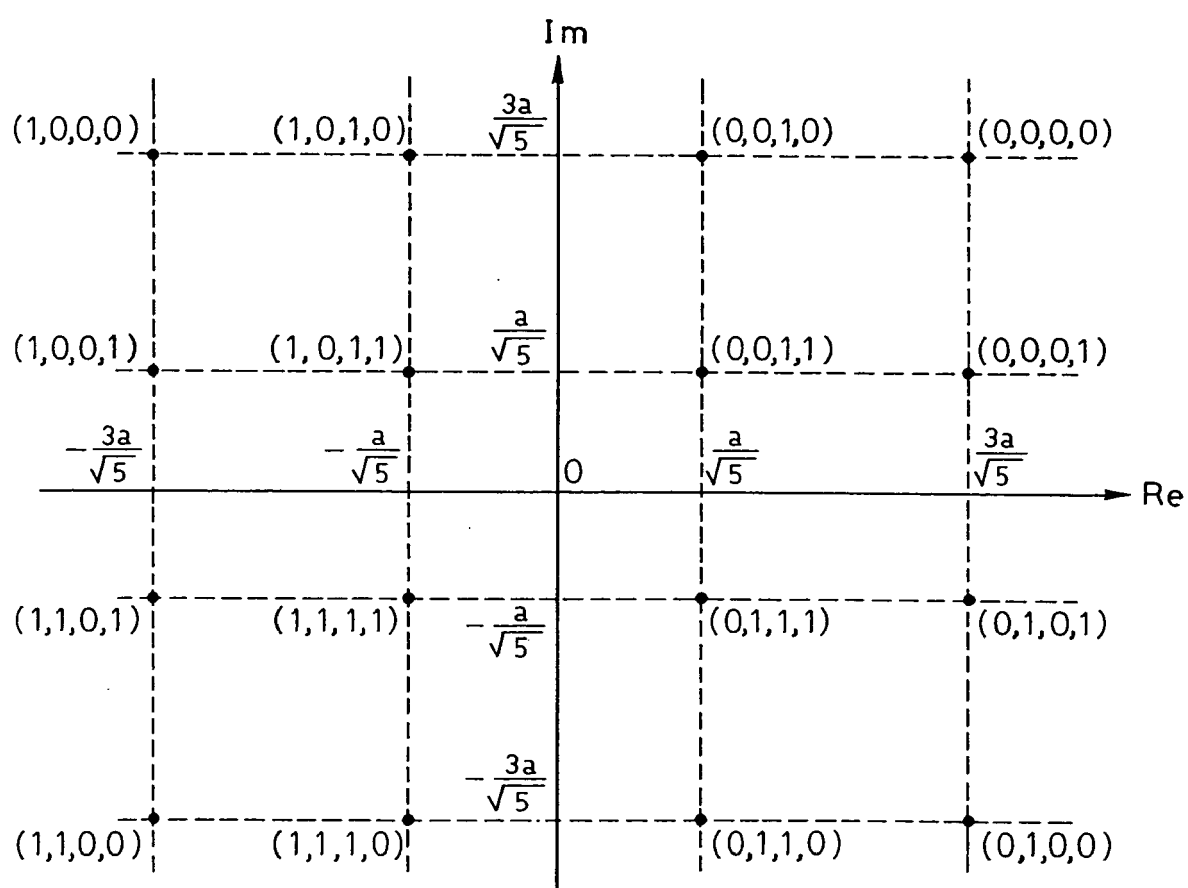 Im
(1,0,0,0) (1,0,1,0) 3a/√5 (0,0,1,0) (0,0,0,0)
(1,0,0,1) (1,0,1,1) a/√5 (0,0,1,1) (0,0,0,1)
-3a/√5 -a/√5 0 a/√5 3a/√5
Re
(1,1,0,1) (1,1,1,1) -a/√5 (0,1,1,1) (0,1,0,1)
-3a/√5
(1,1,0,0) (1,1,1,0) (0,1,1,0) (0,1,0,0)